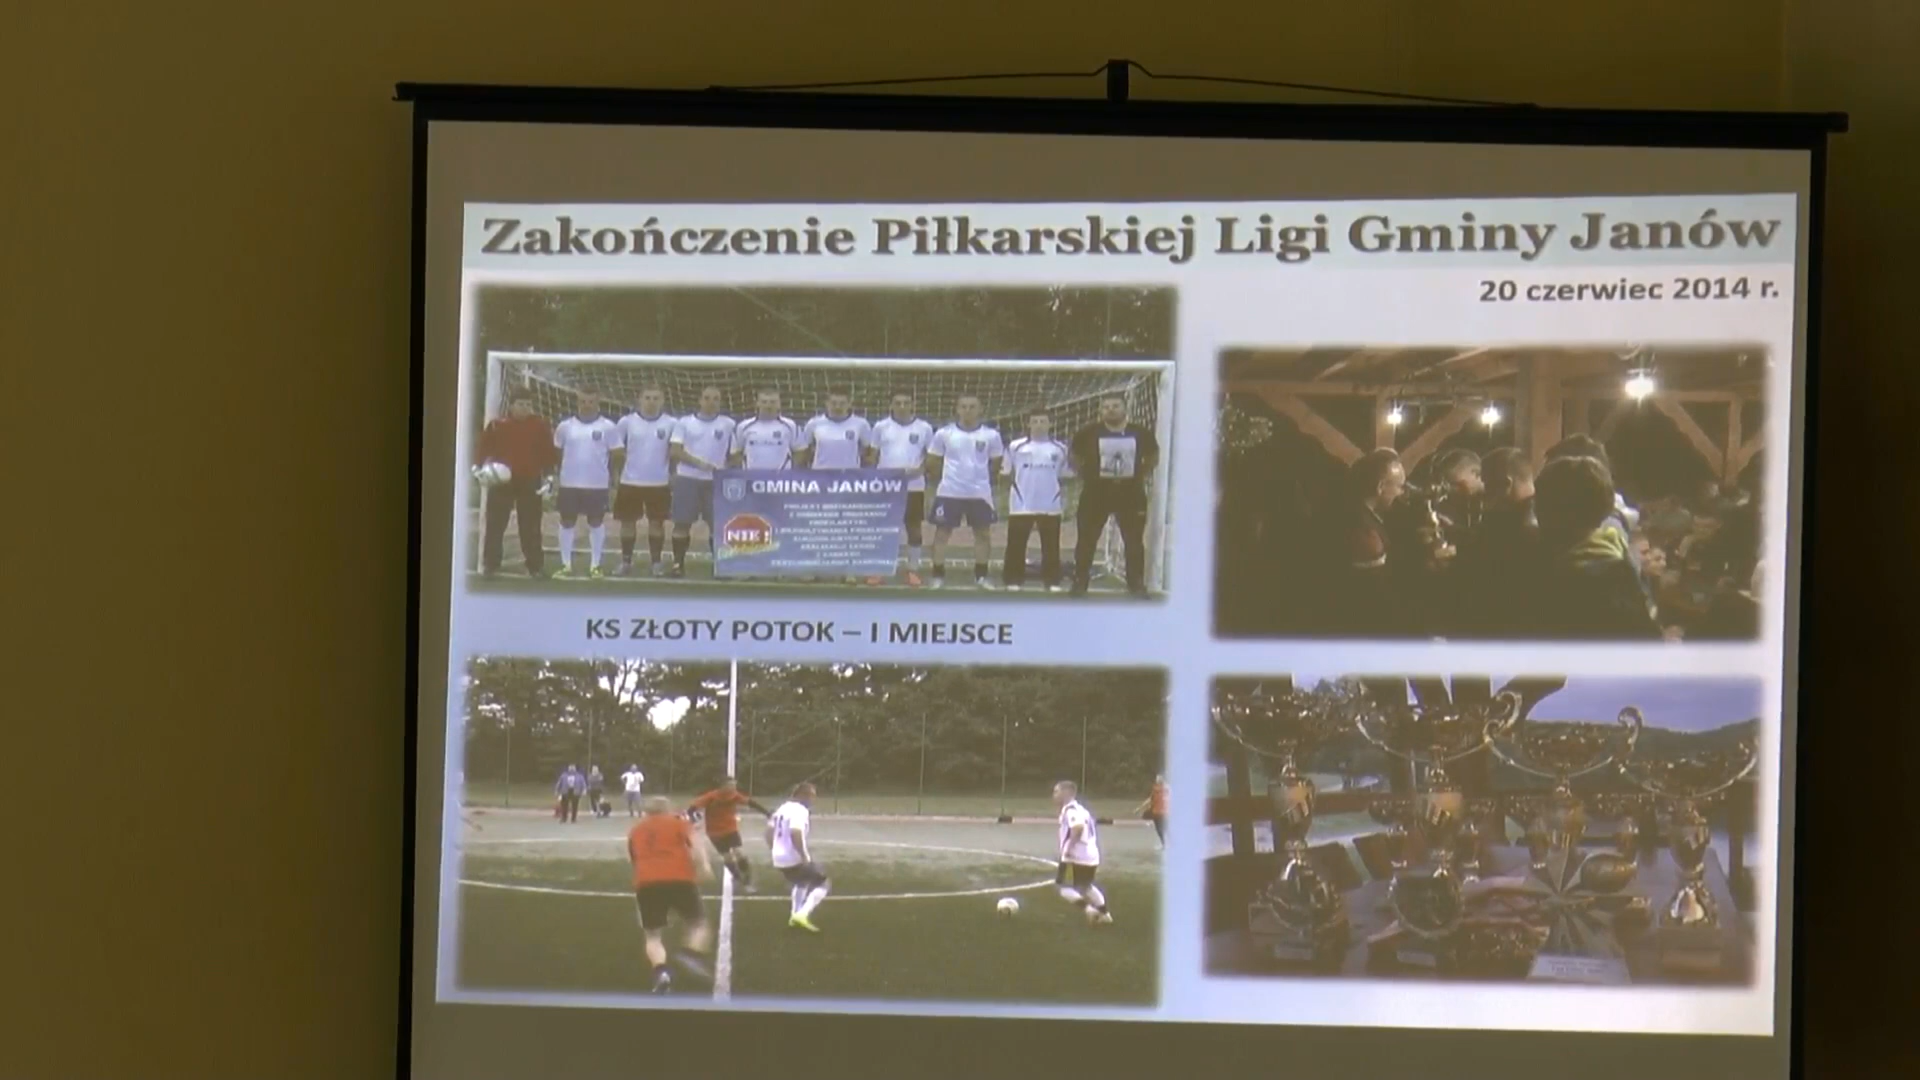 Zakończenie Piłkarskiej Ligi Gminy Janów
20 czerwiec 2014 r.
GMINA JANÓW
NIE!
KS ZŁOTY POTOK – I MIEJSCE